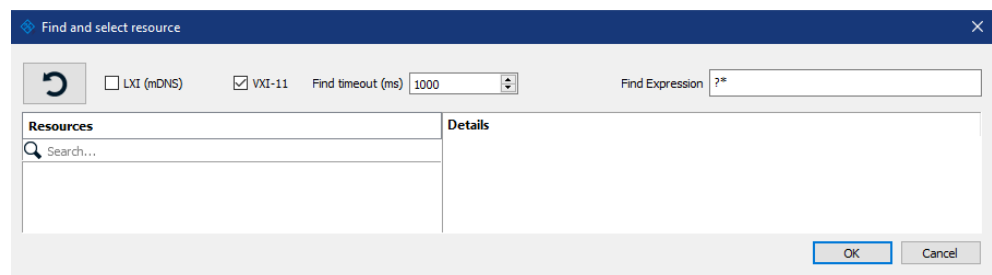 Find and select resource
LXI (mDNS) VXI-11 Find timeout (ms) 1000 Find Expression ?*
Resources Details
Search...
OK Cancel